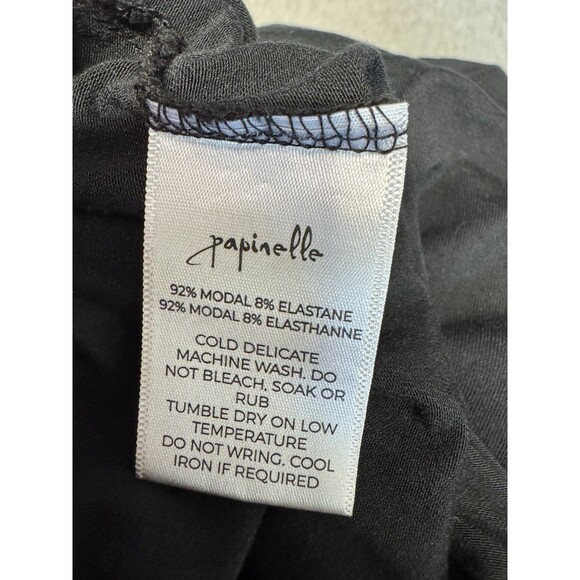 papinelle
92% MODAL 8% ELASTANE
92% MODAL 8% ELASTHANNE
COLD DELICATE
MACHINE WASH. DO
NOT BLEACH, SOAK OR
RUB
TUMBLE DRY ON LOW
TEMPERATURE
DO NOT WRING. COOL
IRON IF REQUIRED